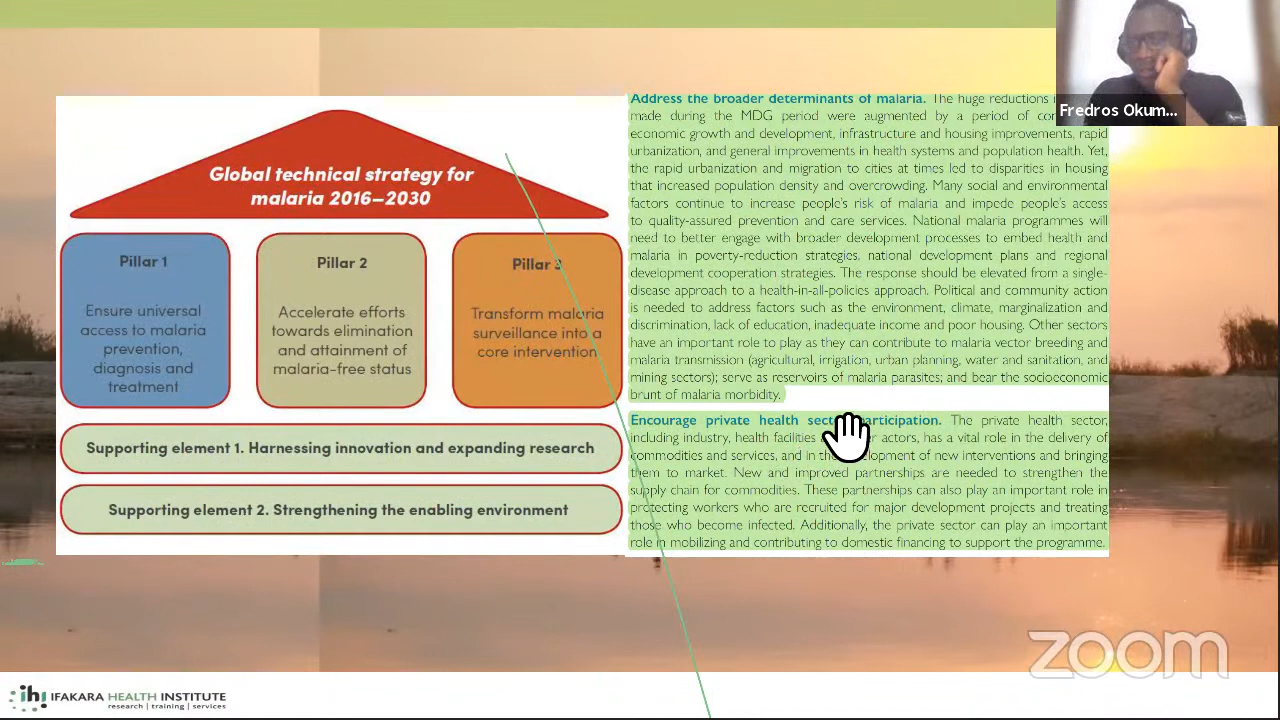 Fredros Okum...
Global technical strategy for
malaria 2016–2030
Pillar 1
Ensure universal
access to malaria
prevention,
diagnosis and
treatment
Pillar 2
Accelerate efforts
towards elimination
and attainment of
malaria-free status
Pillar 3
Transform malaria
surveillance into a
core intervention
Supporting element 1. Harnessing innovation and expanding research
Supporting element 2. Strengthening the enabling environment
Address the broader determinants of malaria. The huge reductions
made during the MDG period were augmented by a period of
economic growth and development, infrastructure and housing improvements, rapid
urbanization, and general improvements in health systems and population health. Yet,
the rapid urbanization and migration to cities at times led to disparities in housing
that increased population density and overcrowding. Many social and environmental
factors continue to increase people's risk of malaria and impede people's access
to quality-assured prevention and care services. National malaria programmes will
need to better engage with broader development processes to embed health and
malaria in poverty-reduction strategies, national development plans and regional
development cooperation strategies. The response should be elevated from a single-
disease approach to a health-in-all-policies approach. Political and community action
is needed to address factors such as the environment, climate, marginalization and
discrimination, lack of education, inadequate income and poor housing. Other sectors
have an important role to play as they can contribute to malaria vector breeding and
malaria transmission (agricultural, irrigation, urban planning, water and sanitation, and
mining sectors); serve as reservoirs of malaria parasites; and bear the socioeconomic
brunt of malaria morbidity.
Encourage private health sector participation. The private health sector,
including industry, health facilities actors, has a vital role in the delivery of
commodities and services, and in the development of new interventions and bringing
them to market. New and improved partnerships are needed to strengthen the
supply chain for commodities. These partnerships can also play an important role in
protecting workers who are recruited for major development projects and treating
those who become infected. Additionally, the private sector can play an important
role in mobilizing and contributing to domestic financing to support the programme.
zoom
ihi IFAKARA HEALTH INSTITUTE
research | training | services